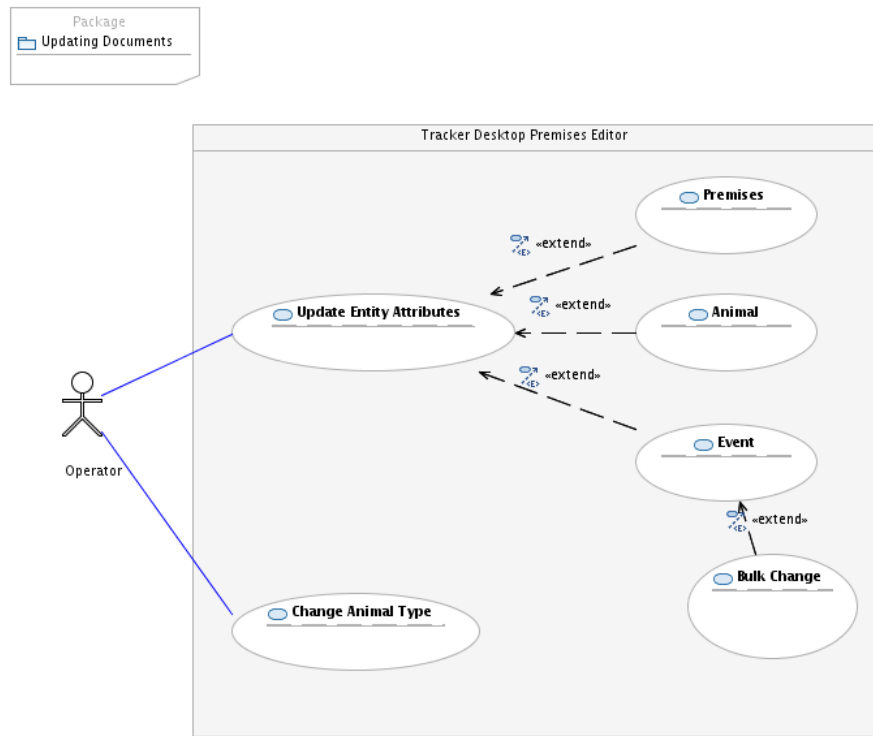 Package
Updating Documents
Tracker Desktop Premises Editor
Premises
«extend»
<E>
Update Entity Attributes
«extend»
<E>
Animal
«extend»
<E>
Event
Operator
«extend»
<E>
Bulk Change
Change Animal Type